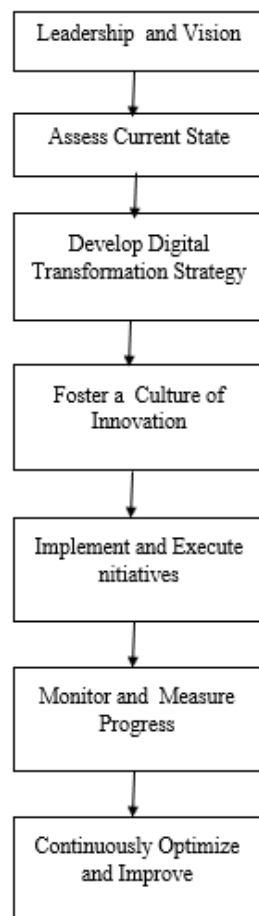 Leadership and Vision
Assess Current State
Develop Digital
Transformation Strategy
Foster a Culture of
Innovation
Implement and Execute
nitiatives
Monitor and Measure
Progress
Continuously Optimize
and Improve